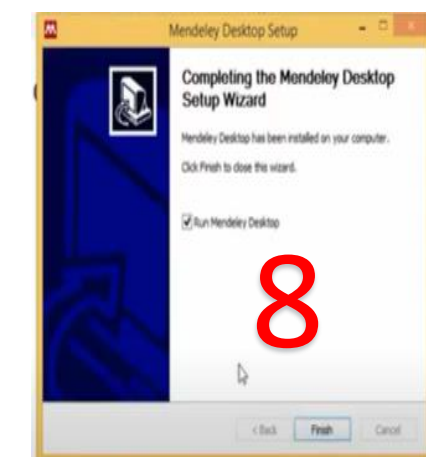 Mendeley Desktop Setup
Completing the Mendeley Desktop
Setup Wizard
Mendeley Desktop has been installed on your computer.
Click Finish to close this wizard.
Run Mendeley Desktop
8
< Back Finish Cancel